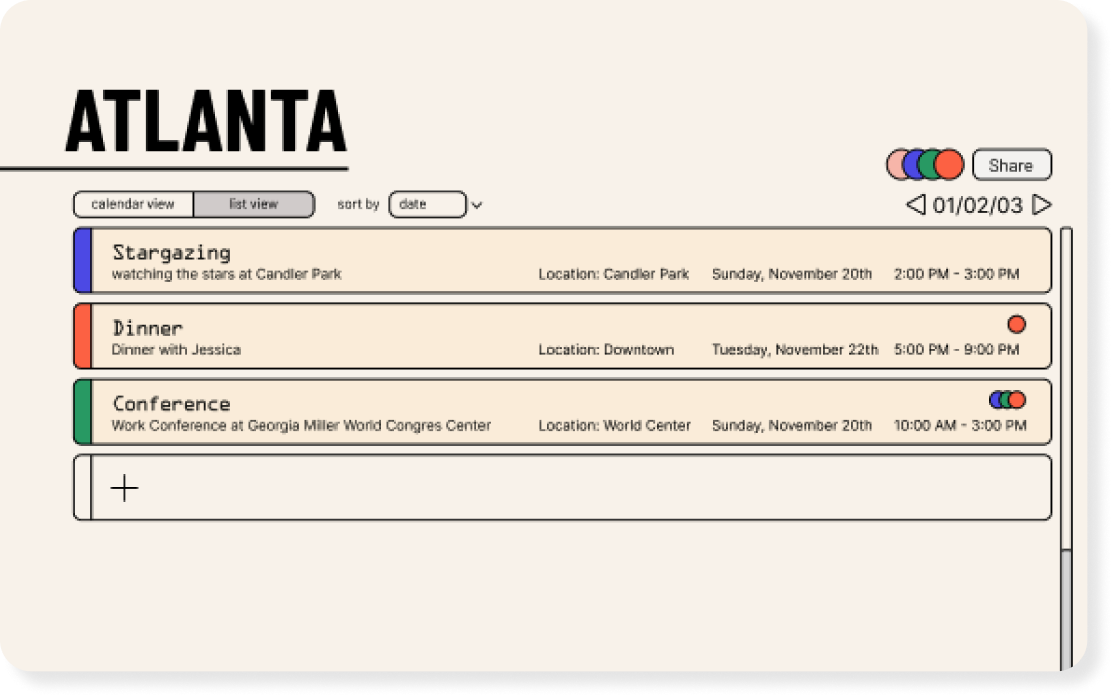 ATLANTA
Share
calendar view list view sort by date 01/02/03
Stargazing
watching the stars at Candler Park Location: Candler Park Sunday, November 20th 2:00 PM - 3:00 PM
Dinner
Dinner with Jessica Location: Downtown Tuesday, November 22th 5:00 PM - 9:00 PM
Conference
Work Conference at Georgia Miller World Congres Center Location: World Center Sunday, November 20th 10:00 AM - 3:00 PM